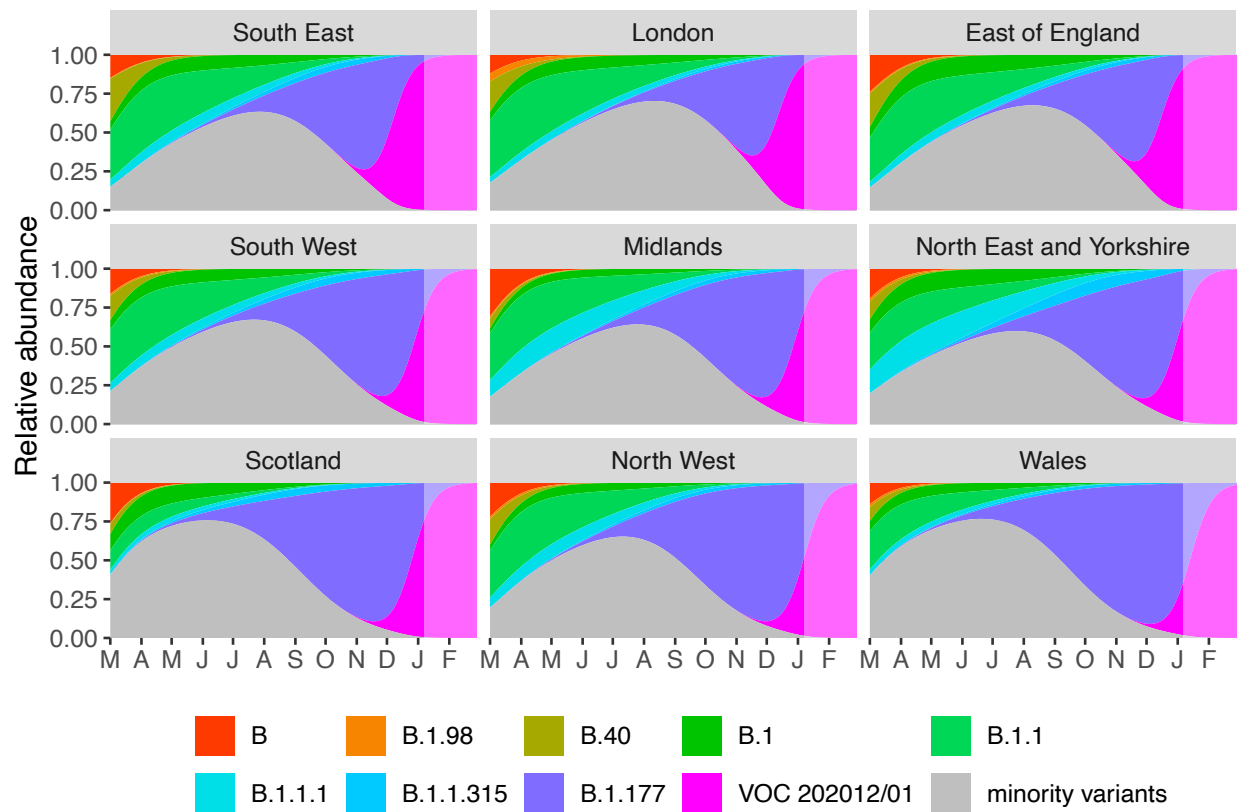 South East London East of England
1.00
0.75
0.50
0.25
0.00
South West Midlands North East and Yorkshire
1.00
0.75
0.50
0.25
0.00
Relative abundance
Scotland North West Wales
1.00
0.75
0.50
0.25
0.00
M A M J J A S O N D J F M A M J J A S O N D J F M A M J J A S O N D J F
B B.1.98 B.40 B.1 B.1.1
B.1.1.1 B.1.1.315 B.1.177 VOC 202012/01 minority variants